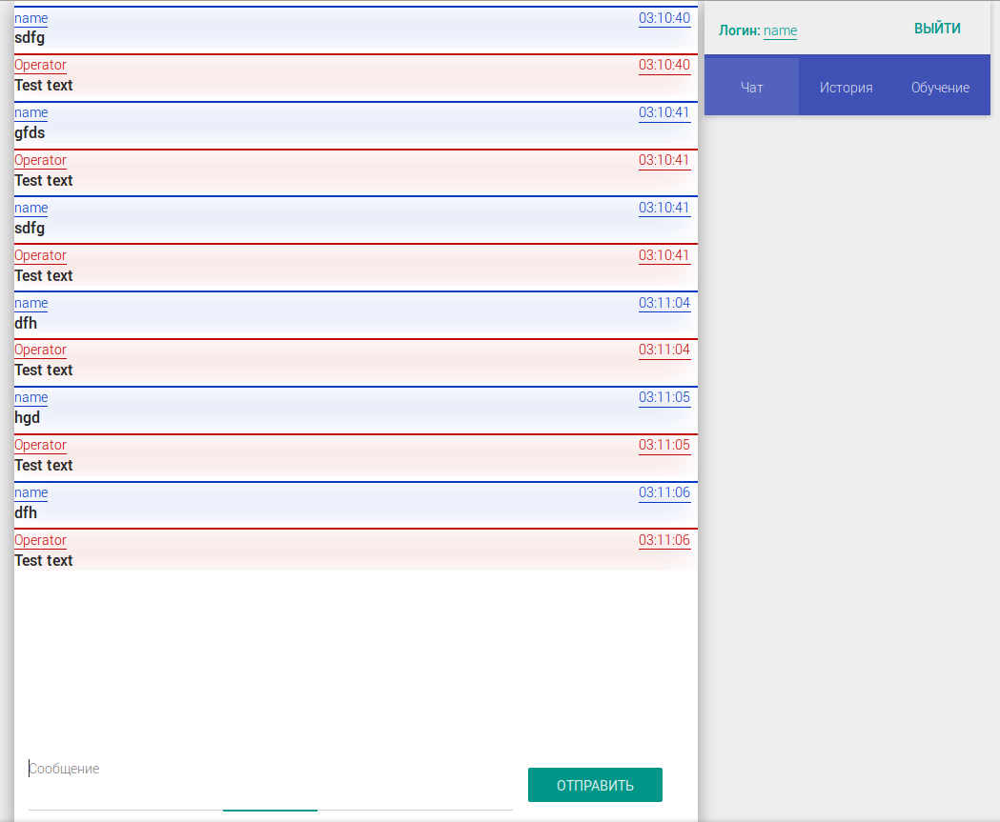 name 03:10:40
sdfg
Operator 03:10:40
Test text
name 03:10:41
gfds
Operator 03:10:41
Test text
name 03:10:41
sdfg
Operator 03:10:41
Test text
name 03:11:04
dfh
Operator 03:11:04
Test text
name 03:11:05
hgd
Operator 03:11:05
Test text
name 03:11:06
dfh
Operator 03:11:06
Test text
Сообщение
ОТПРАВИТЬ
Логин: name
ВЫЙТИ
Чат История Обучение